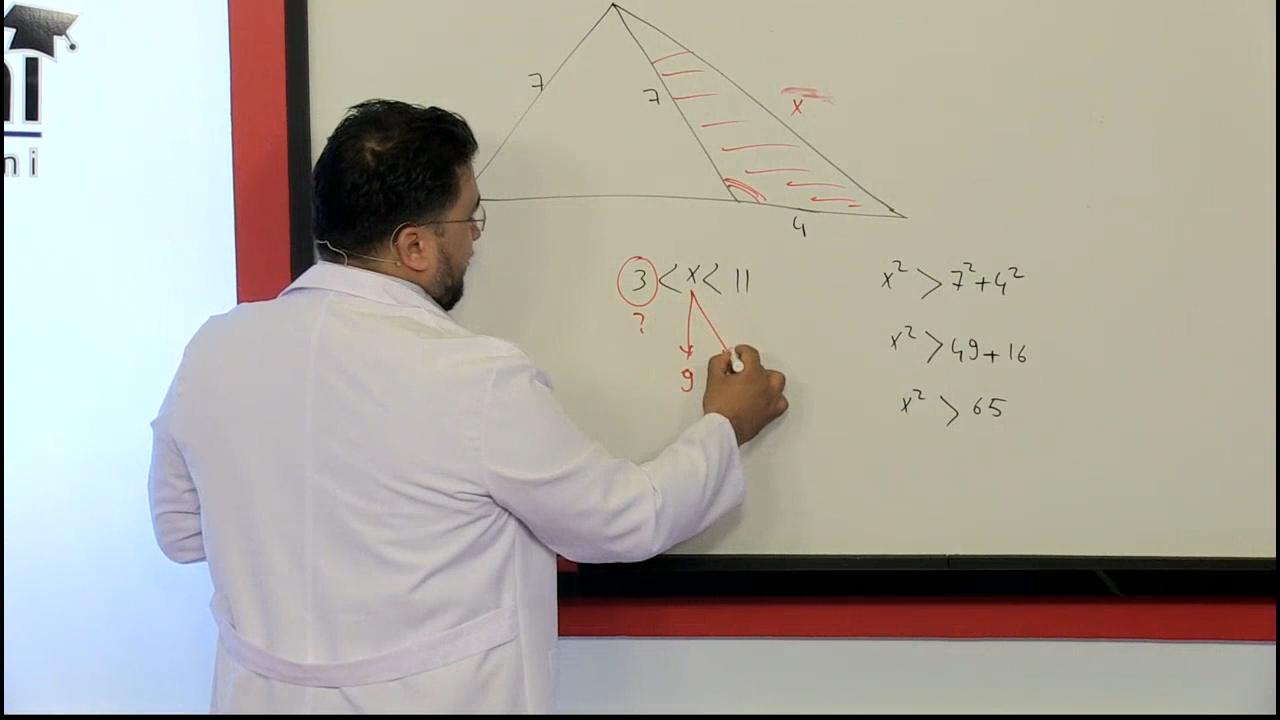 7
7
x
4
3 < x < 11
?
9
x² > 7² + 4²
x² > 49 + 16
x² > 65